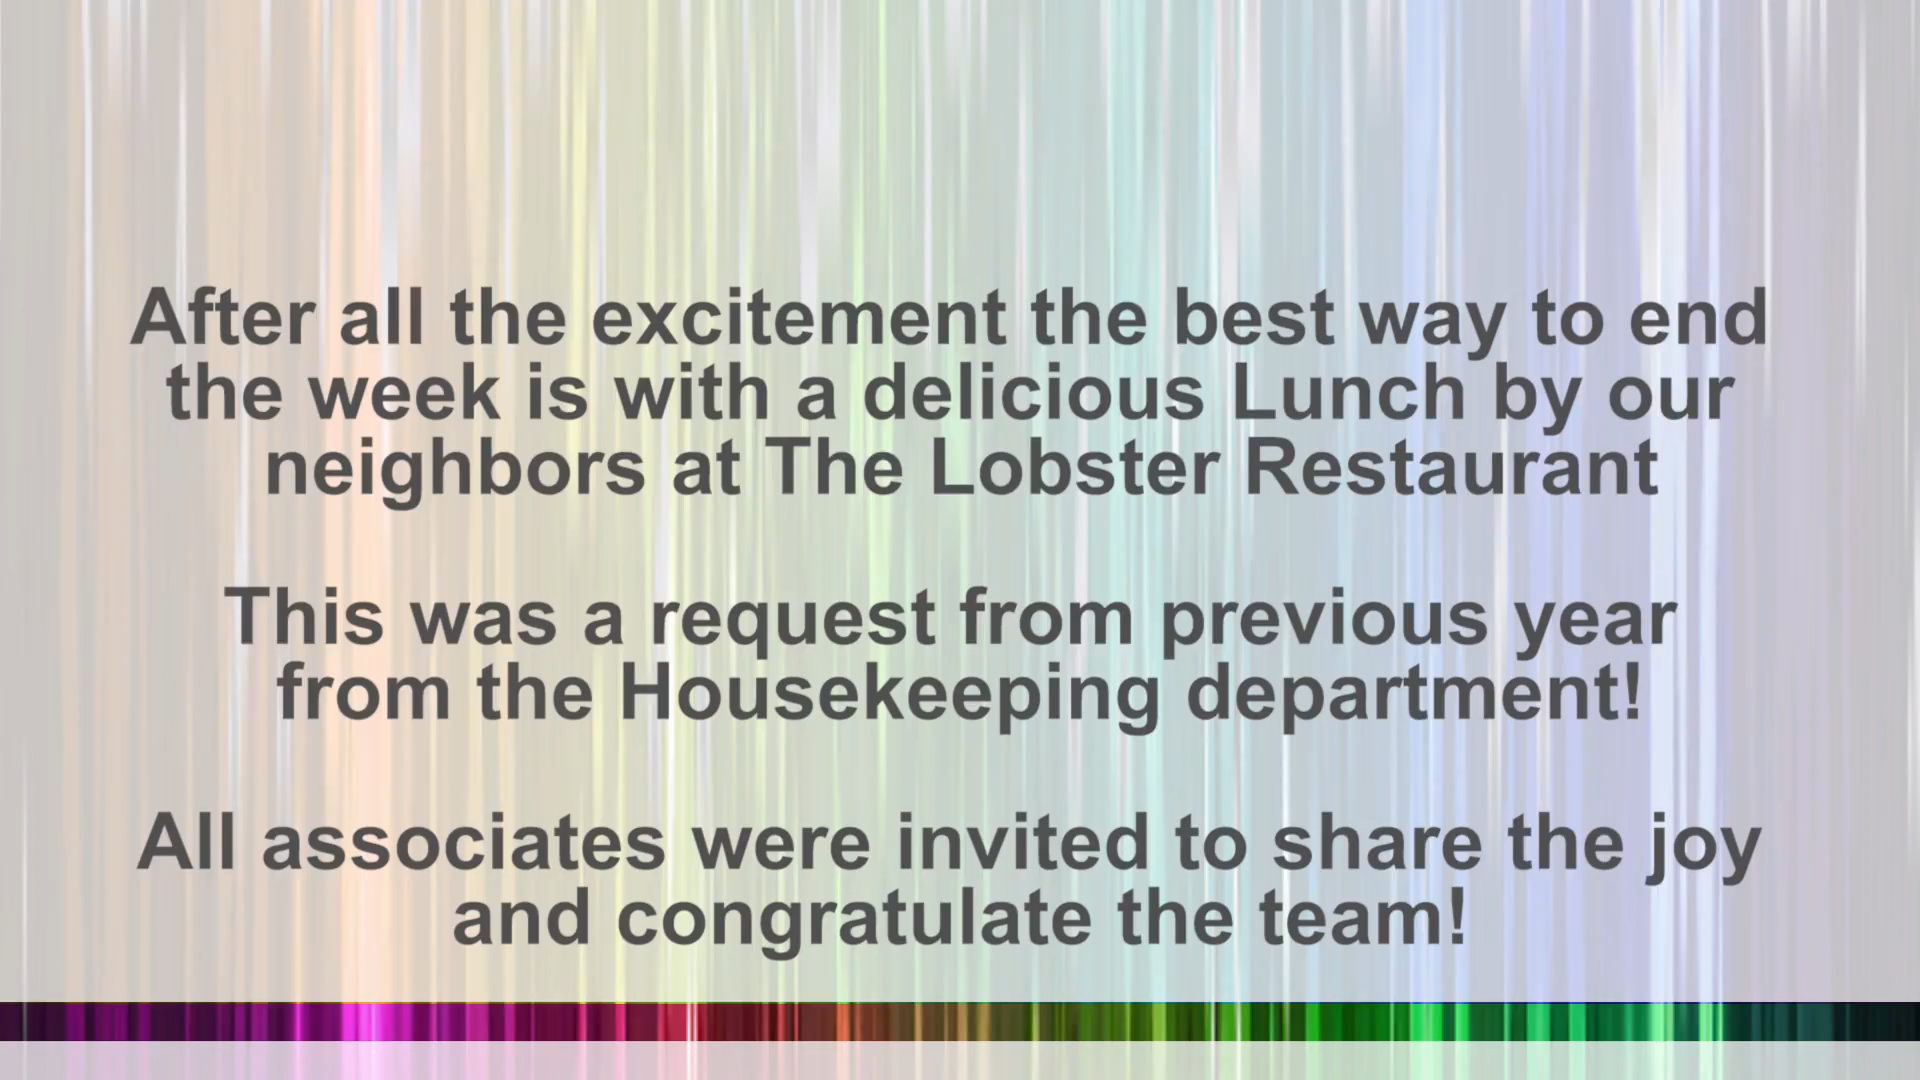 After all the excitement the best way to end
the week is with a delicious Lunch by our
neighbors at The Lobster Restaurant
This was a request from previous year
from the Housekeeping department!
All associates were invited to share the joy
and congratulate the team!